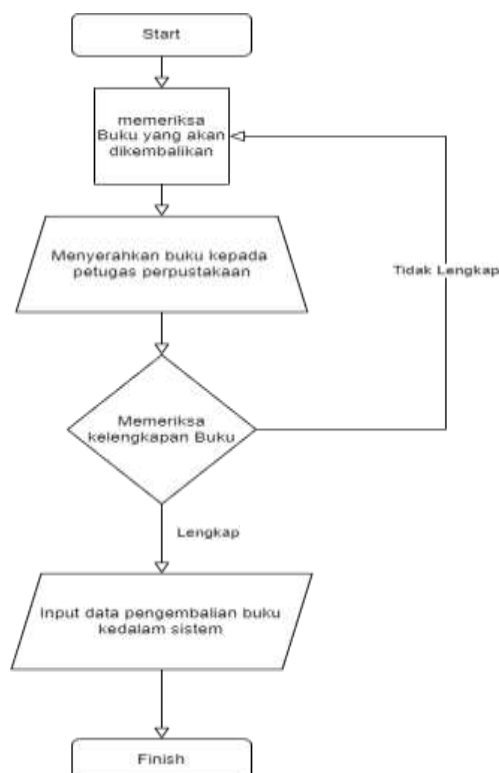 Start
memeriksa
Buku yang akan
dikembalikan
Menyerahkan buku kepada
petugas perpustakaan
Tidak Lengkap
Memeriksa
kelengkapan Buku
Lengkap
Input data pengembalian buku
kedalam sistem
Finish